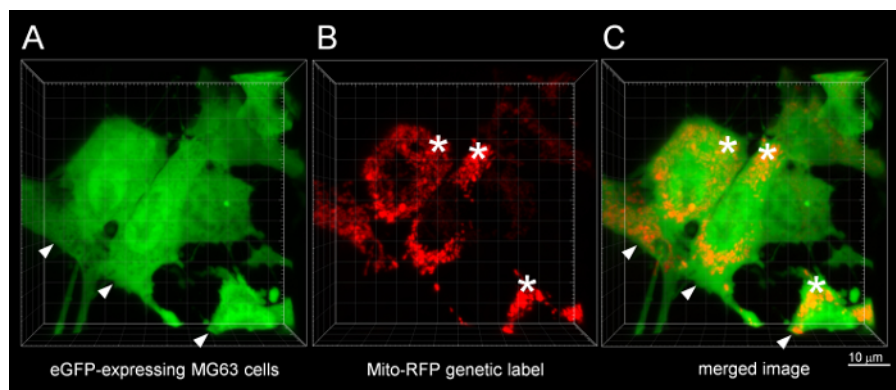 A
B
C
*
*
*
*
*
*
eGFP-expressing MG63 cells
Mito-RFP genetic label
merged image
10 μm